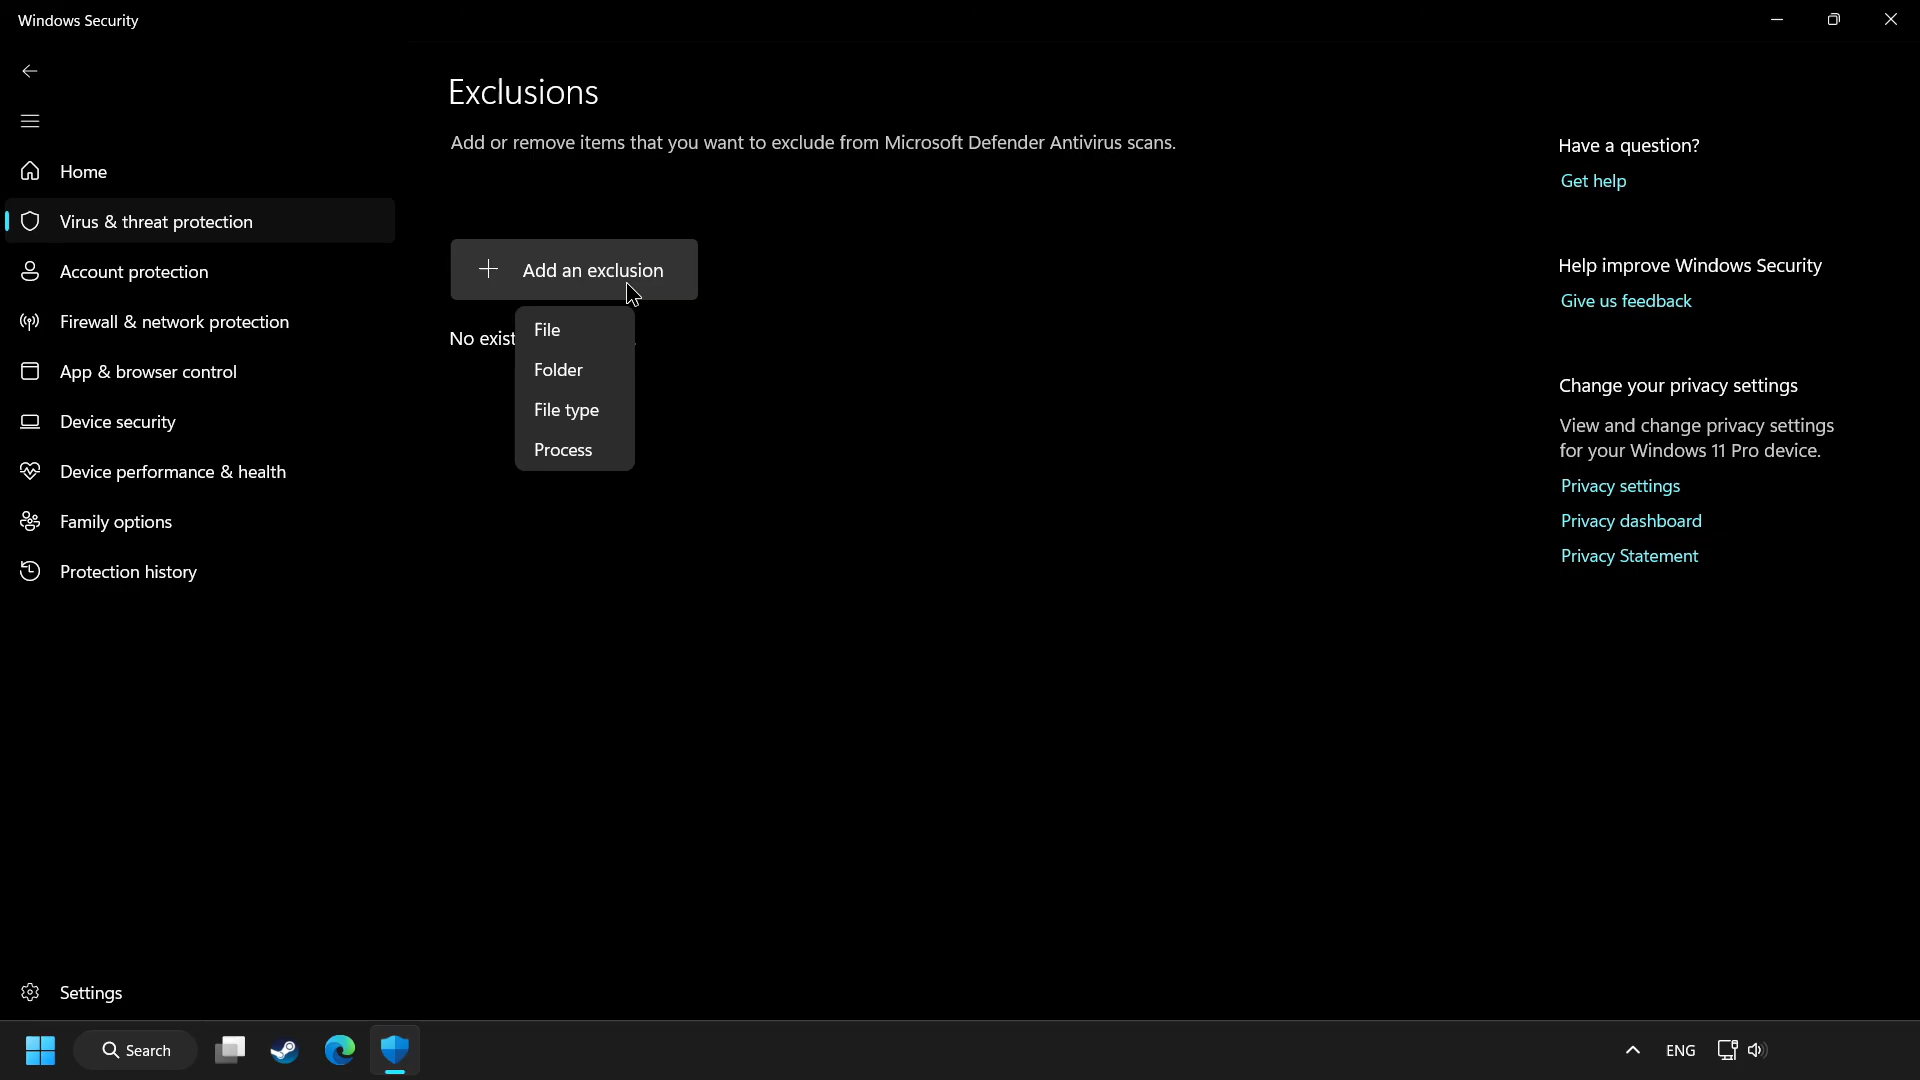 Windows Security
Home
Virus & threat protection
Account protection
Firewall & network protection
App & browser control
Device security
Device performance & health
Family options
Protection history
Settings
Exclusions
Add or remove items that you want to exclude from Microsoft Defender Antivirus scans.
Add an exclusion
No exist
File
Folder
File type
Process
Have a question?
Get help
Help improve Windows Security
Give us feedback
Change your privacy settings
View and change privacy settings
for your Windows 11 Pro device.
Privacy settings
Privacy dashboard
Privacy Statement
Search
ENG